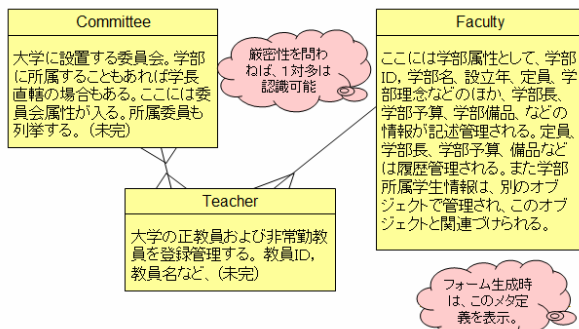 Committee
大学に設置する委員会。学部
に所属することもあれば学長
直轄の場合もある。ここには委
員会属性が入る。所属委員も
列挙する。（未完）
厳密性を問わ
ねば、1対多は
認識可能
Faculty
ここには学部属性として、学部
ID，学部名、設立年、定員、学
部理念などのほか、学部長、
学部予算、学部備品、などの
情報が記述管理される。定員、
学部長、学部予算、備品など
は履歴管理される。また学部
所属学生情報は、別のオブ
ジェクトで管理され、このオブ
ジェクトと関連づけられる。
Teacher
大学の正教員および非常勤教
員を登録管理する。教員ID，
教員名など、（未完）
フォーム生成時
は、このメタ定
義を表示。